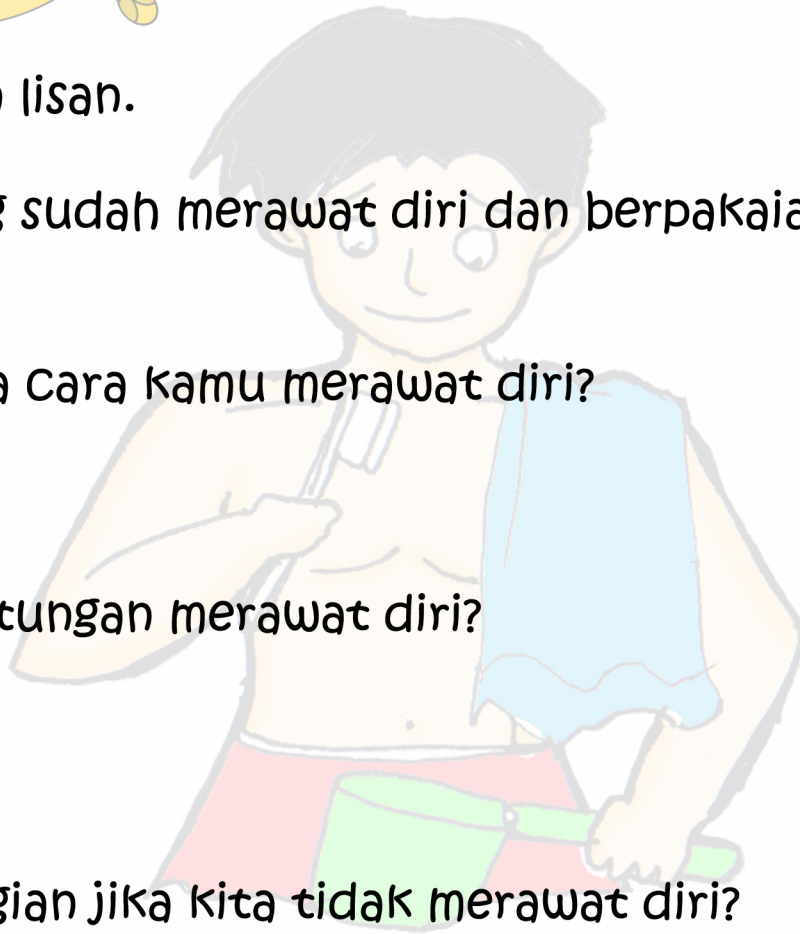 lisan.
sudah merawat diri dan berpakaia
cara kamu merawat diri?
tungan merawat diri?
gian jika kita tidak merawat diri?